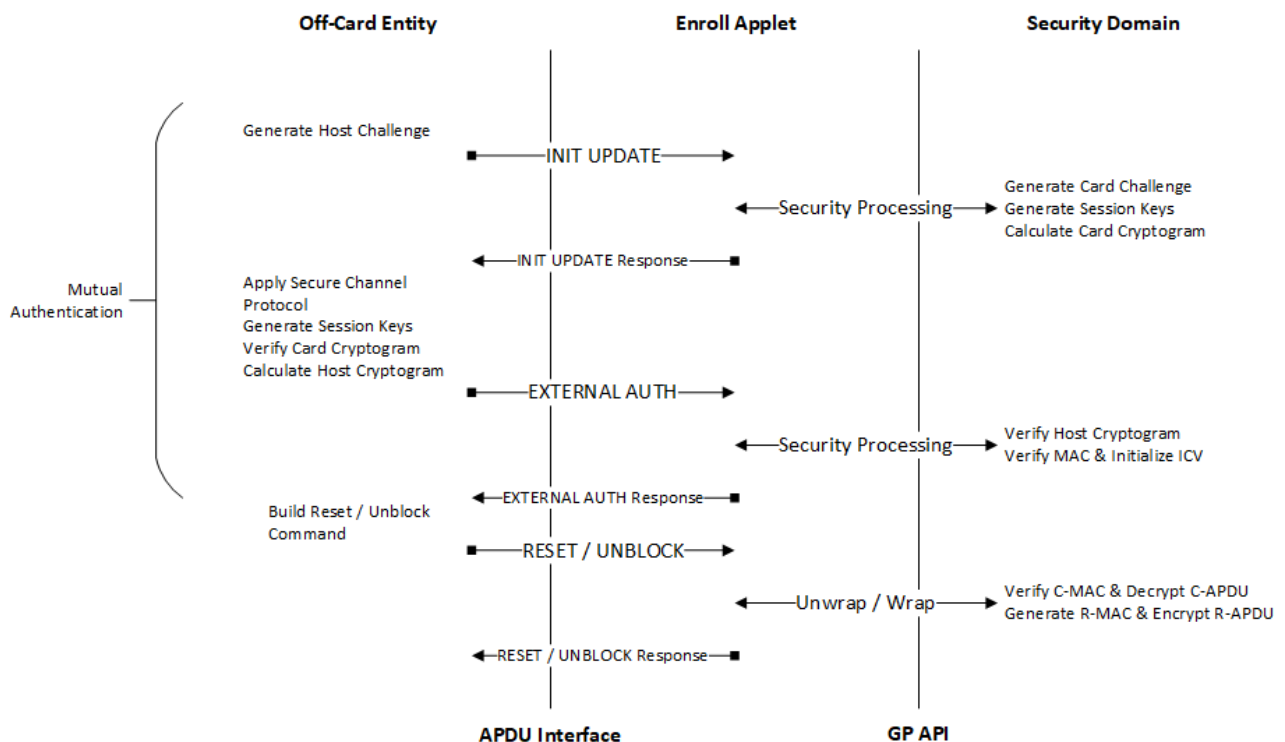 Off-Card Entity
Enroll Applet
Security Domain
Generate Host Challenge
INIT UPDATE
Security Processing
Generate Card Challenge
Generate Session Keys
Calculate Card Cryptogram
INIT UPDATE Response
Mutual
Authentication
Apply Secure Channel
Protocol
Generate Session Keys
Verify Card Cryptogram
Calculate Host Cryptogram
EXTERNAL AUTH
Security Processing
Verify Host Cryptogram
Verify MAC & Initialize ICV
EXTERNAL AUTH Response
Build Reset / Unblock
Command
RESET / UNBLOCK
Unwrap / Wrap
Verify C-MAC & Decrypt C-APDU
Generate R-MAC & Encrypt R-APDU
RESET / UNBLOCK Response
APDU Interface
GP API